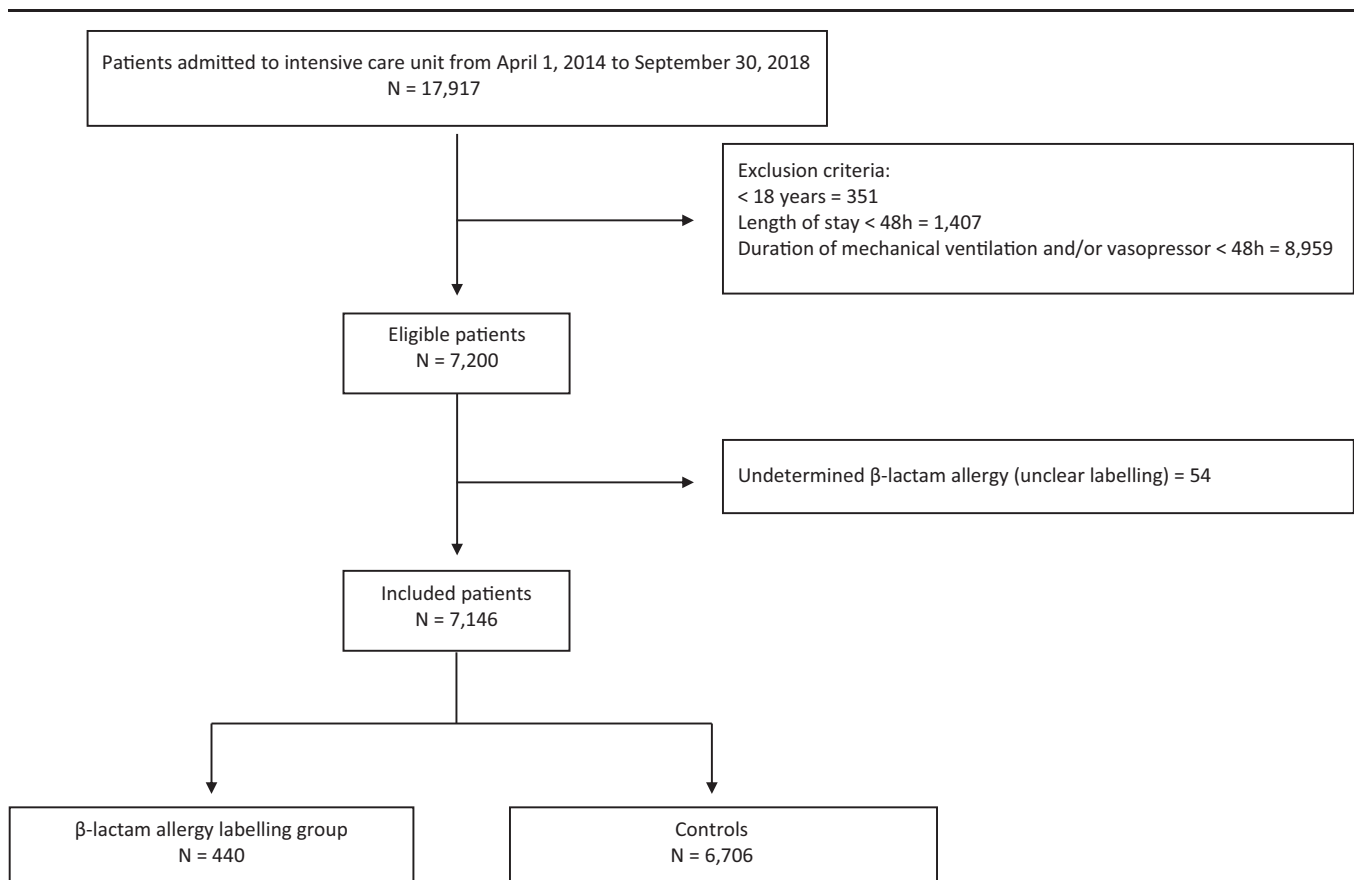 Patients admitted to intensive care unit from April 1, 2014 to September 30, 2018
N = 17,917
Exclusion criteria:
< 18 years = 351
Length of stay < 48h = 1,407
Duration of mechanical ventilation and/or vasopressor < 48h = 8,959
Eligible patients
N = 7,200
Undetermined β-lactam allergy (unclear labelling) = 54
Included patients
N = 7,146
β-lactam allergy labelling group
N = 440
Controls
N = 6,706